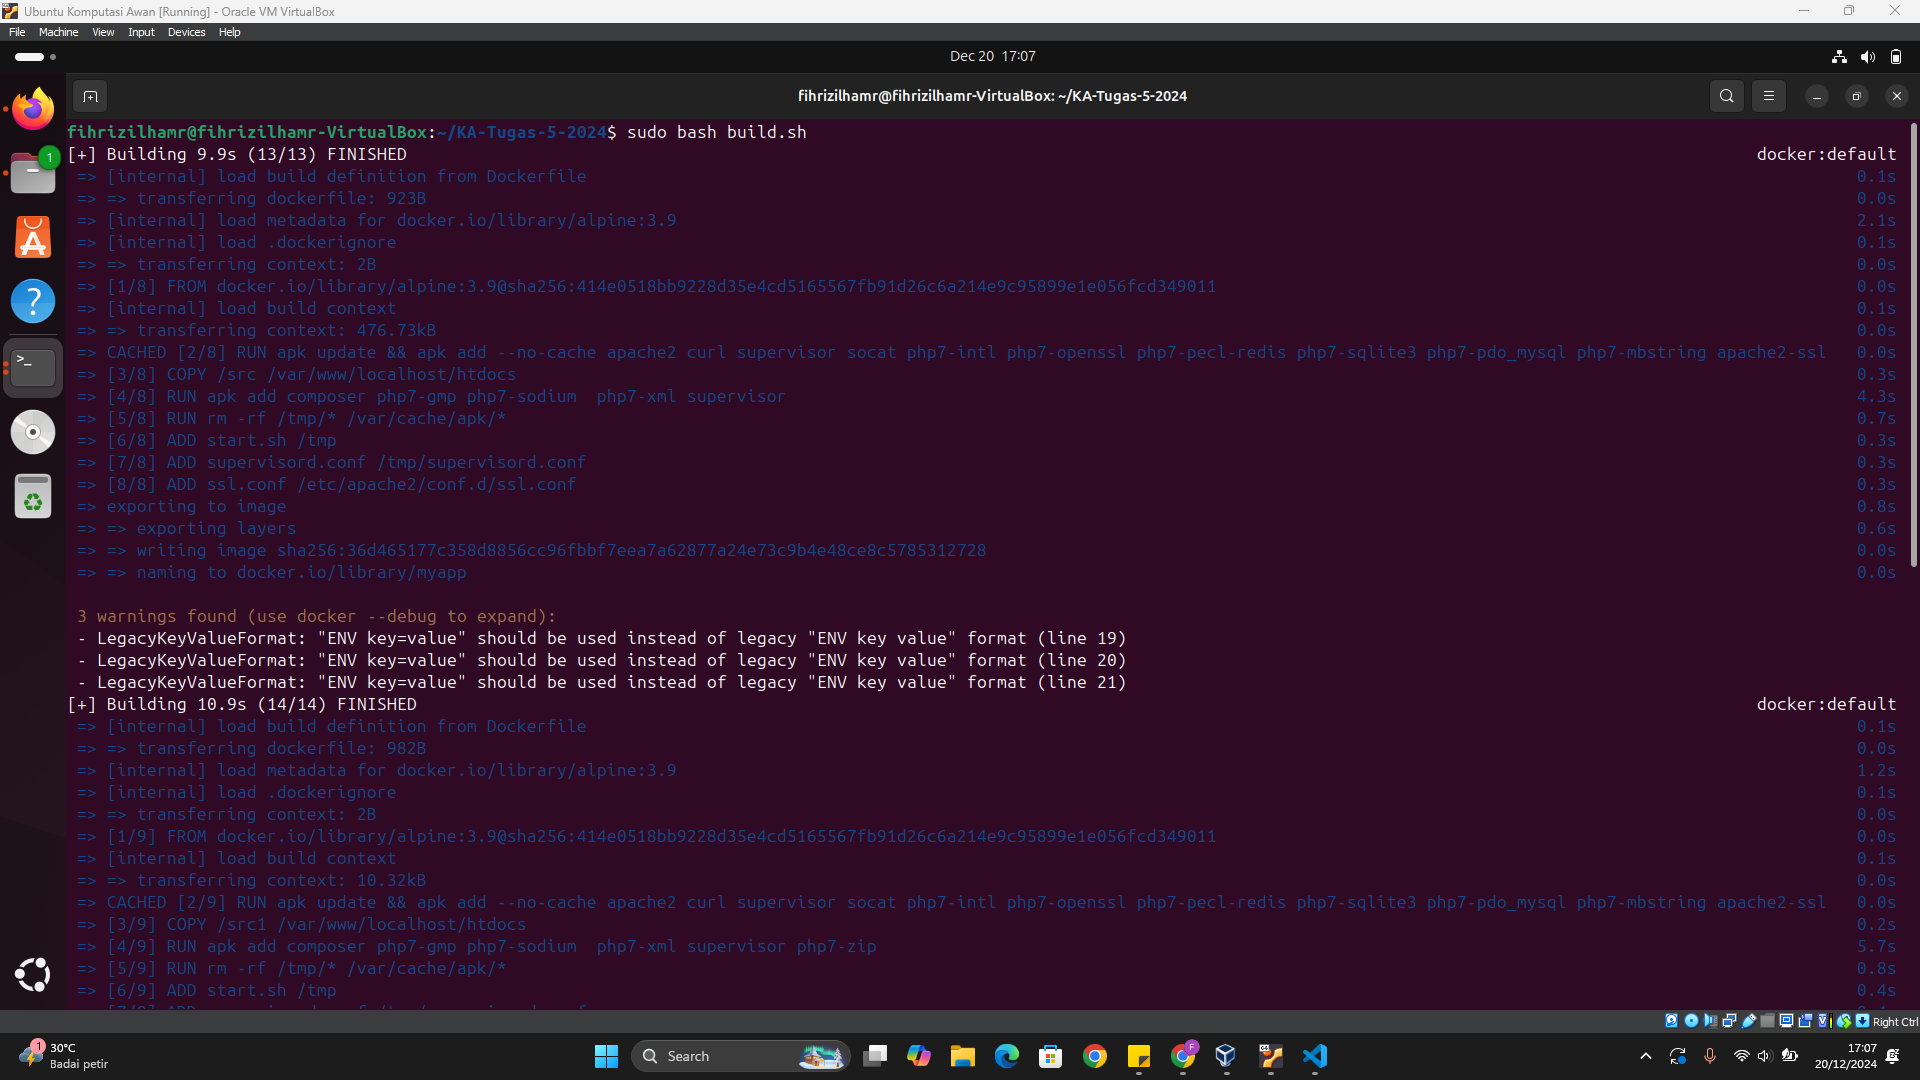 Ubuntu Komputasi Awan [Running] - Oracle VM VirtualBox
File Machine View Input Devices Help
Dec 20 17:07
fihrizilhamr@fihrizilhamr-VirtualBox: ~/KA-Tugas-5-2024
1
fihrizilhamr@fihrizilhamr-VirtualBox:~/KA-Tugas-5-2024$ sudo bash build.sh
[+] Building 9.9s (13/13) FINISHED docker:default
=> [internal] load build definition from Dockerfile 0.1s
=> => transferring dockerfile: 923B 0.0s
=> [internal] load metadata for docker.io/library/alpine:3.9 2.1s
=> [internal] load .dockerignore 0.1s
=> => transferring context: 2B 0.0s
=> [1/8] FROM docker.io/library/alpine:3.9@sha256:414e0518bb9228d35e4cd5165567fb91d26c6a214e9c95899e1e056fcd349011 0.0s
=> [internal] load build context 0.1s
=> => transferring context: 476.73kB 0.0s
=> CACHED [2/8] RUN apk update && apk add --no-cache apache2 curl supervisor socat php7-intl php7-openssl php7-pecl-redis php7-sqlite3 php7-pdo_mysql php7-mbstring apache2-ssl 0.0s
=> [3/8] COPY /src /var/www/localhost/htdocs 0.3s
=> [4/8] RUN apk add composer php7-gmp php7-sodium  php7-xml supervisor 4.3s
=> [5/8] RUN rm -rf /tmp/* /var/cache/apk/* 0.7s
=> [6/8] ADD start.sh /tmp 0.3s
=> [7/8] ADD supervisord.conf /tmp/supervisord.conf 0.3s
=> [8/8] ADD ssl.conf /etc/apache2/conf.d/ssl.conf 0.3s
=> exporting to image 0.8s
=> => exporting layers 0.6s
=> => writing image sha256:36d465177c358d8856cc96fbbf7eea7a62877a24e73c9b4e48ce8c5785312728 0.0s
=> => naming to docker.io/library/myapp 0.0s
3 warnings found (use docker --debug to expand):
- LegacyKeyValueFormat: "ENV key=value" should be used instead of legacy "ENV key value" format (line 19)
- LegacyKeyValueFormat: "ENV key=value" should be used instead of legacy "ENV key value" format (line 20)
- LegacyKeyValueFormat: "ENV key=value" should be used instead of legacy "ENV key value" format (line 21)
[+] Building 10.9s (14/14) FINISHED docker:default
=> [internal] load build definition from Dockerfile 0.1s
=> => transferring dockerfile: 982B 0.0s
=> [internal] load metadata for docker.io/library/alpine:3.9 1.2s
=> [internal] load .dockerignore 0.1s
=> => transferring context: 2B 0.0s
=> [1/9] FROM docker.io/library/alpine:3.9@sha256:414e0518bb9228d35e4cd5165567fb91d26c6a214e9c95899e1e056fcd349011 0.0s
=> [internal] load build context 0.1s
=> => transferring context: 10.32kB 0.0s
=> CACHED [2/9] RUN apk update && apk add --no-cache apache2 curl supervisor socat php7-intl php7-openssl php7-pecl-redis php7-sqlite3 php7-pdo_mysql php7-mbstring apache2-ssl 0.0s
=> [3/9] COPY /src1 /var/www/localhost/htdocs 0.2s
=> [4/9] RUN apk add composer php7-gmp php7-sodium  php7-xml supervisor php7-zip 5.7s
=> [5/9] RUN rm -rf /tmp/* /var/cache/apk/* 0.8s
=> [6/9] ADD start.sh /tmp 0.4s
Right Ctrl
1
30°C
Badai petir
Search
17:07
20/12/2024